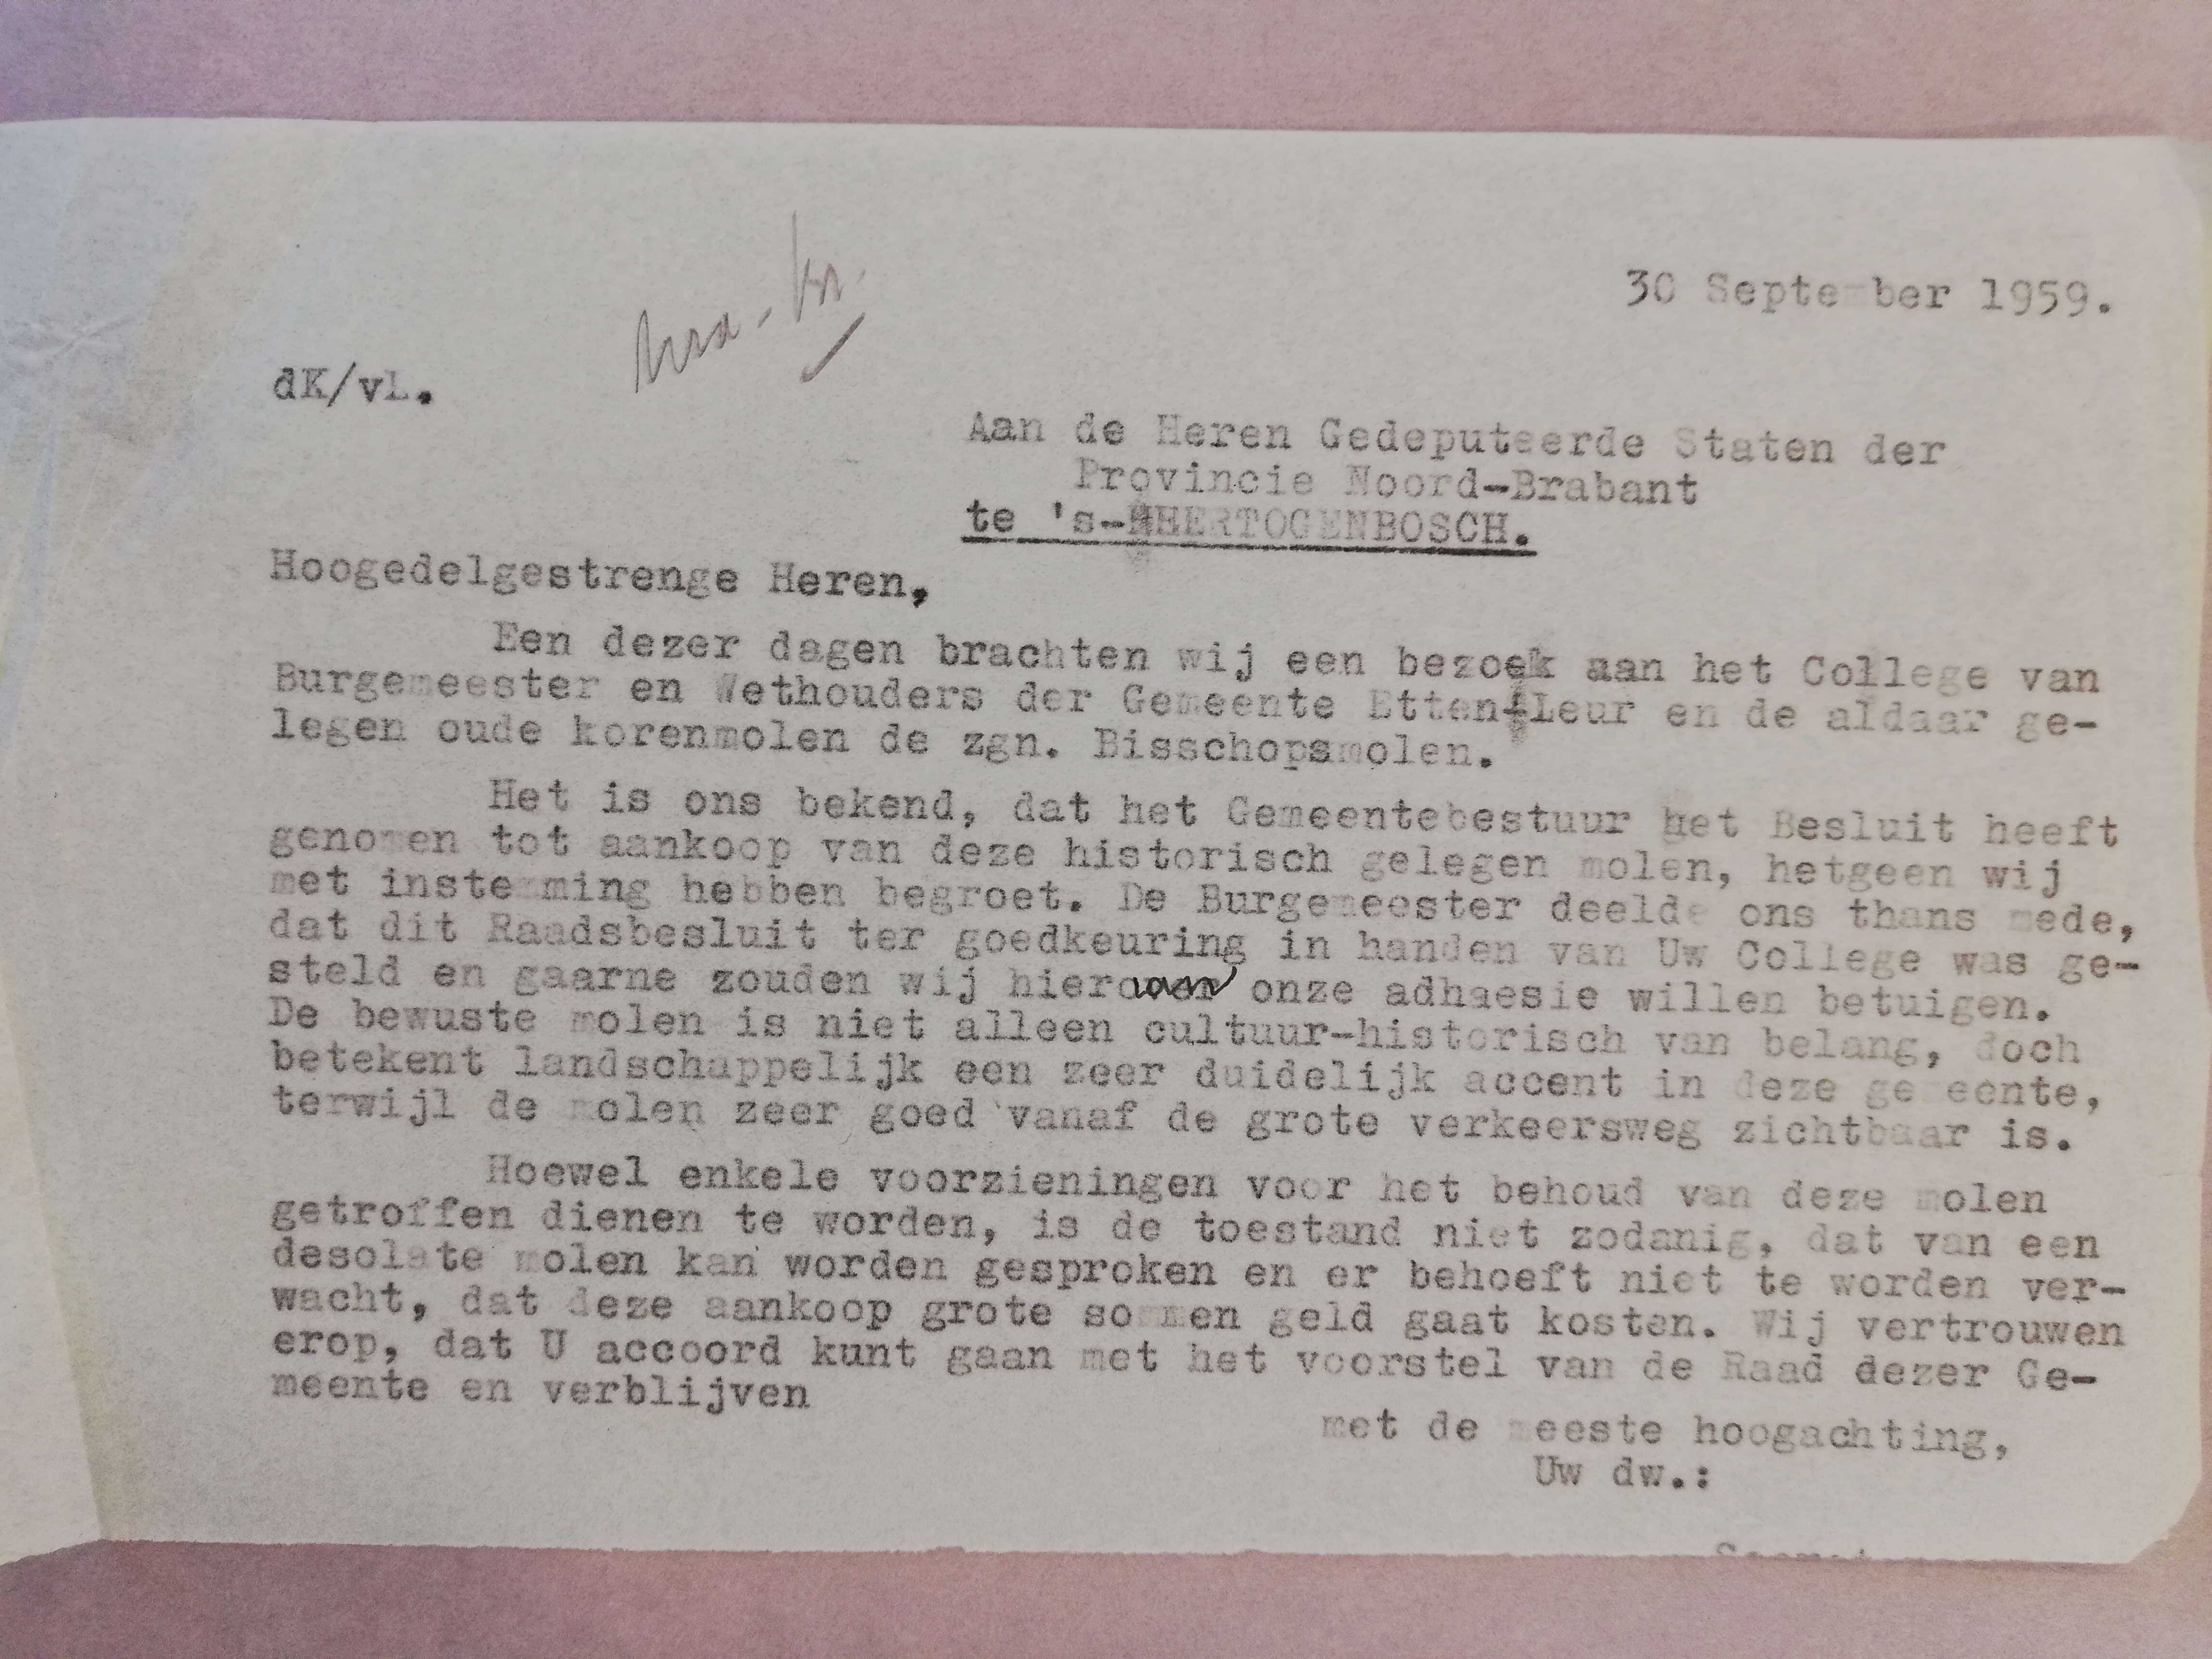 30 September 1959.
dK/vL.
Aan de Heren Gedeputeerde Staten der
Provincie Noord-Brabant
te 's-HERTOGENBOSCH.
Hoogedelgestrenge Heren,
Een dezer dagen brachten wij een bezoek aan het College van
Burgemeester en Wethouders der Gemeente Etten-Leur en de aldaar ge-
legen oude korenmolen de zgn. Bisschopsmolen.
Het is ons bekend, dat het Gemeentebestuur het Besluit heeft
genomen tot aankoop van deze historisch gelegen molen, hetgeen wij
met instemming hebben begroet. De Burgemeester deelde ons thans mede,
dat dit Raadsbesluit ter goedkeuring in handen van Uw College was ge-
steld en gaarne zouden wij hieraan onze adhaesie willen betuigen.
De bewuste molen is niet alleen cultuur-historisch van belang, doch
betekent landschappelijk een zeer duidelijk accent in deze gemeente,
terwijl de molen zeer goed vanaf de grote verkeersweg zichtbaar is.
Hoewel enkele voorzieningen voor het behoud van deze molen
getroffen dienen te worden, is de toestand niet zodanig, dat van een
desolate molen kan worden gesproken en er behoeft niet te worden ver-
wacht, dat deze aankoop grote sommen geld gaat kosten. Wij vertrouwen
erop, dat U accoord kunt gaan met het voorstel van de Raad dezer Ge-
meente en verblijven
met de meeste hoogachting,
Uw dw.: